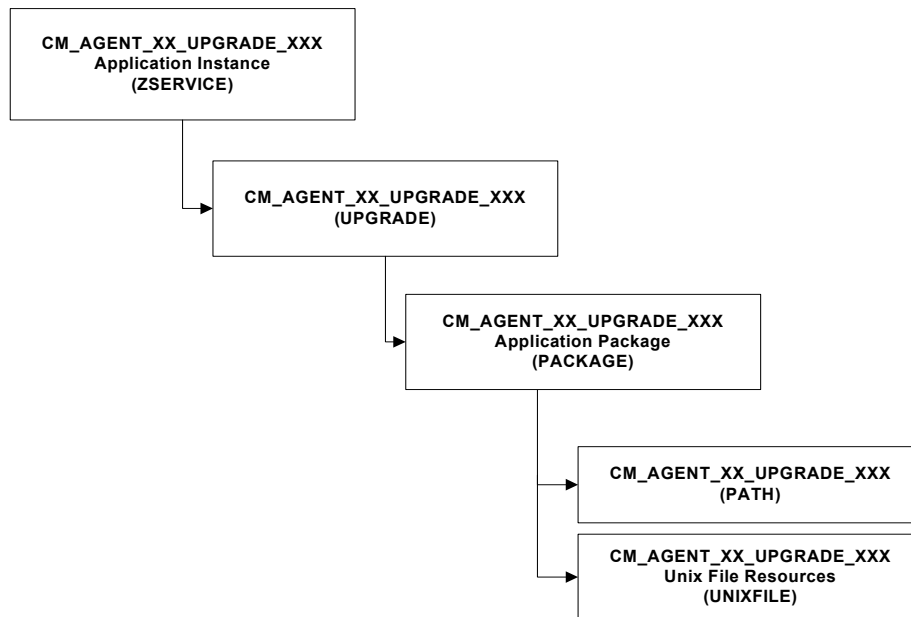 CM_AGENT_XX_UPGRADE_XXX
Application Instance
(ZSERVICE)
CM_AGENT_XX_UPGRADE_XXX
(UPGRADE)
CM_AGENT_XX_UPGRADE_XXX
Application Package
(PACKAGE)
CM_AGENT_XX_UPGRADE_XXX
(PATH)
CM_AGENT_XX_UPGRADE_XXX
Unix File Resources
(UNIXFILE)